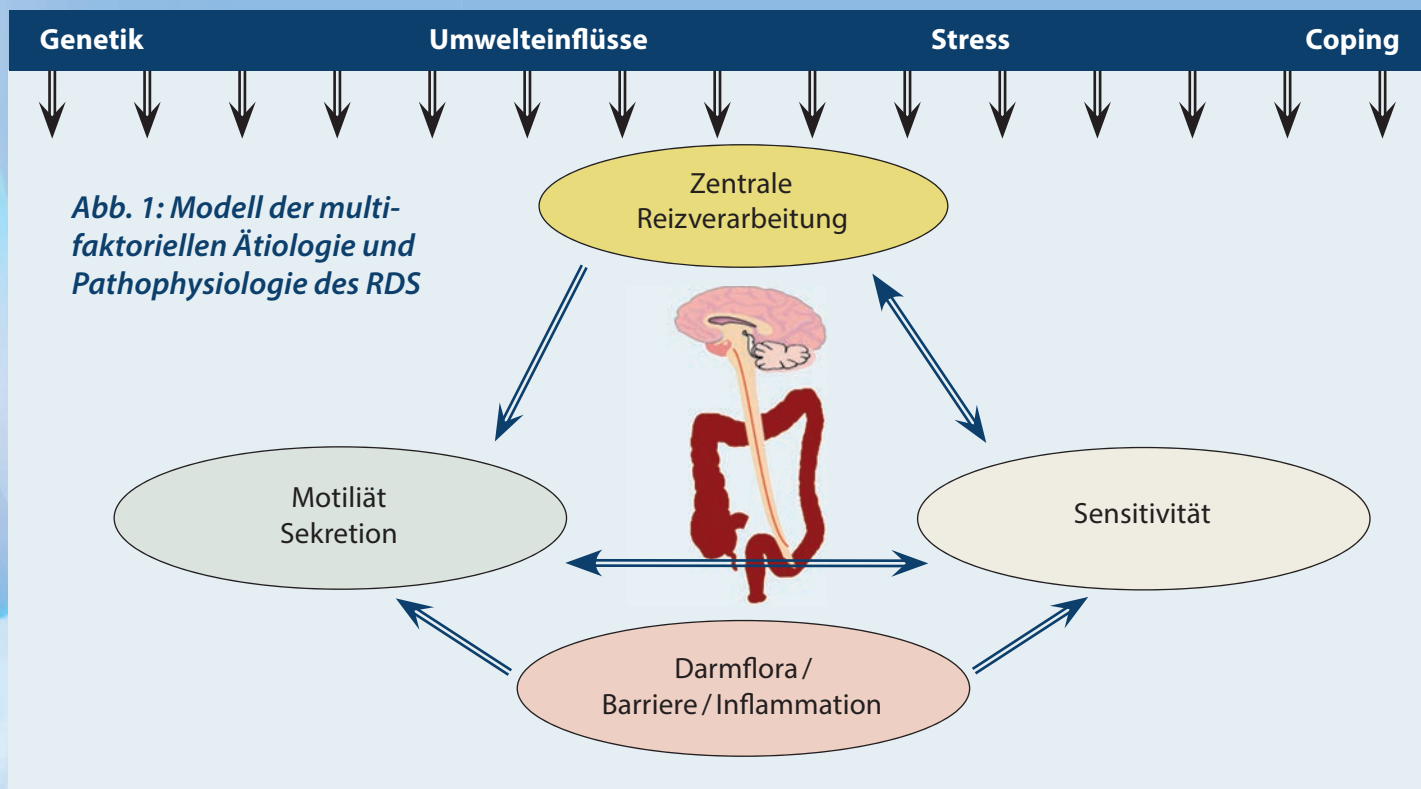 Genetik Umwelteinflüsse Stress Coping
Abb. 1: Modell der multi-
faktoriellen Ätiologie und
Pathophysiologie des RDS
Zentrale
Reizverarbeitung
Motiliät
Sekretion
Sensitivität
Darmflora /
Barriere / Inflammation